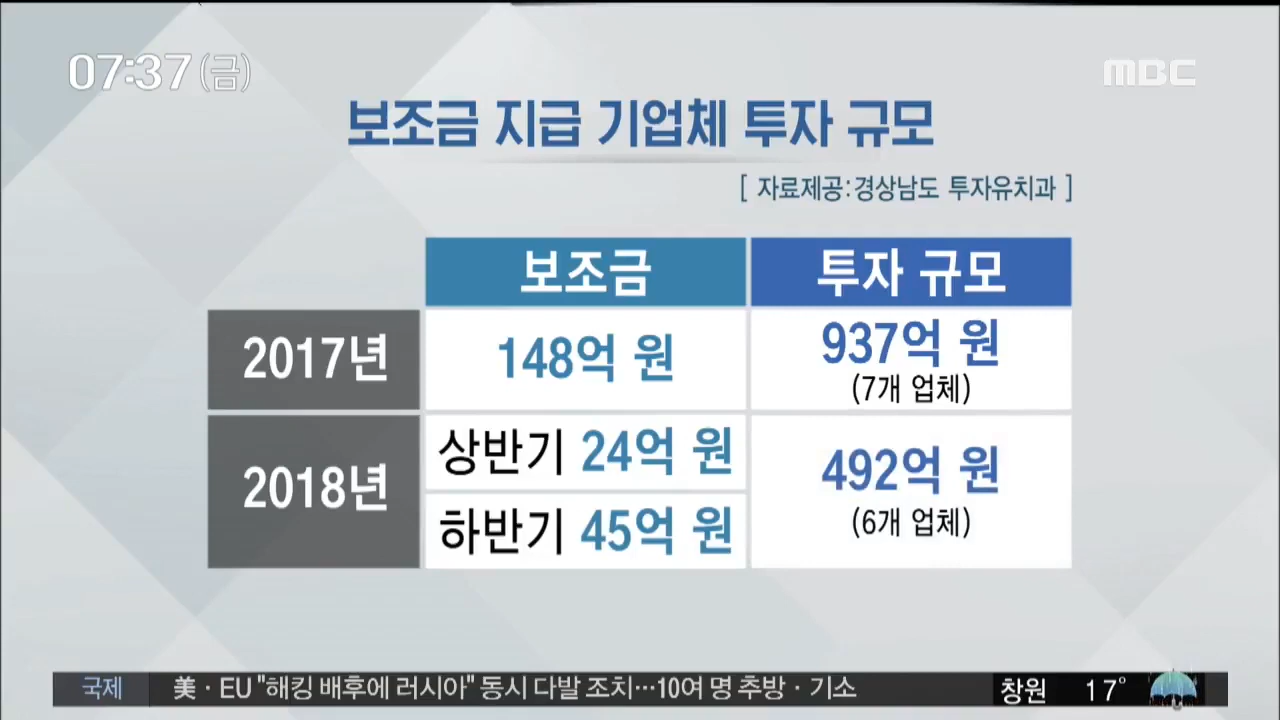 07:37(금)
MBC
보조금 지급 기업체 투자 규모
[ 자료제공:경상남도 투자유치과 ]
보조금 투자 규모
2017년 148억 원 937억 원
(7개 업체)
2018년 상반기 24억 원 492억 원
하반기 45억 원 (6개 업체)
국제 美·EU "해킹 배후에 러시아" 동시 다발 조치…10여 명 추방·기소 창원 17°